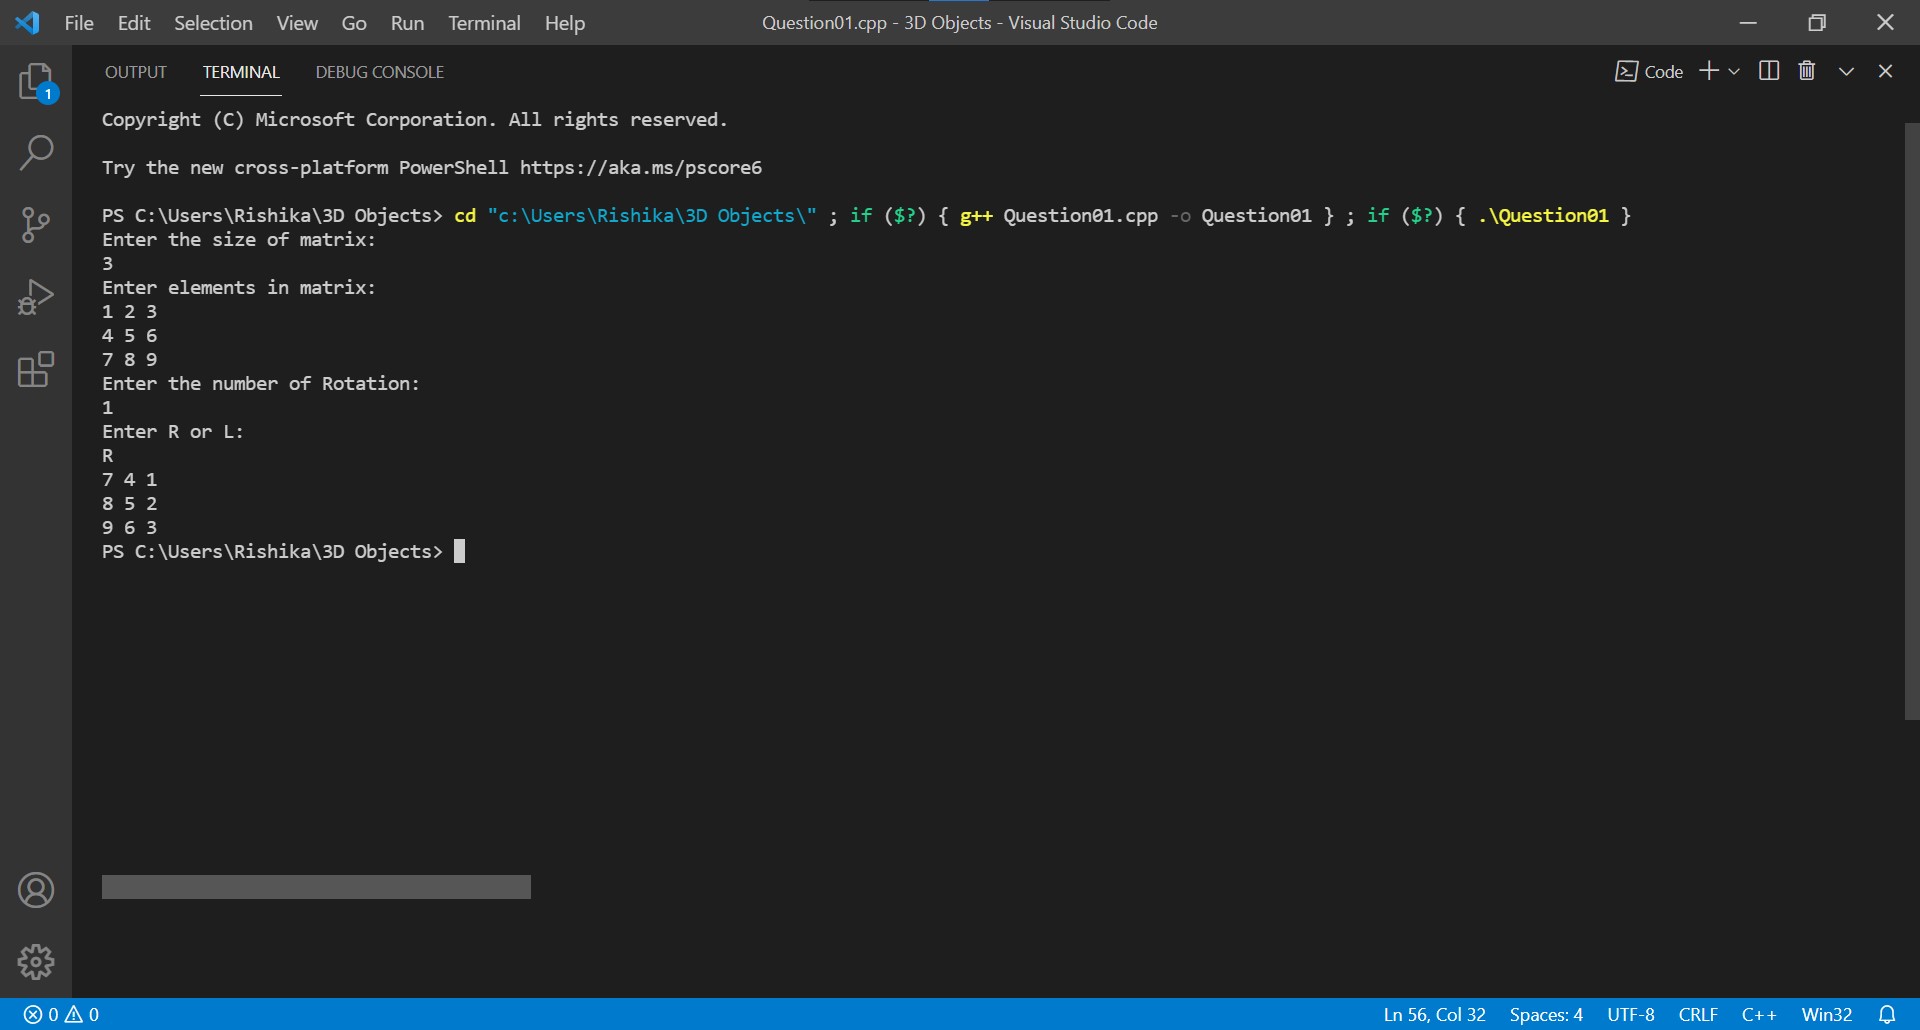 File Edit Selection View Go Run Terminal Help Question01.cpp - 3D Objects - Visual Studio Code
1
OUTPUT TERMINAL DEBUG CONSOLE Code
Copyright (C) Microsoft Corporation. All rights reserved.
Try the new cross-platform PowerShell https://aka.ms/pscore6
PS C:\Users\Rishika\3D Objects> cd "c:\Users\Rishika\3D Objects\" ; if ($?) { g++ Question01.cpp -o Question01 } ; if ($?) { .\Question01 }
Enter the size of matrix:
3
Enter elements in matrix:
1 2 3
4 5 6
7 8 9
Enter the number of Rotation:
1
Enter R or L:
R
7 4 1
8 5 2
9 6 3
PS C:\Users\Rishika\3D Objects>
0 0 Ln 56, Col 32 Spaces: 4 UTF-8 CRLF C++ Win32